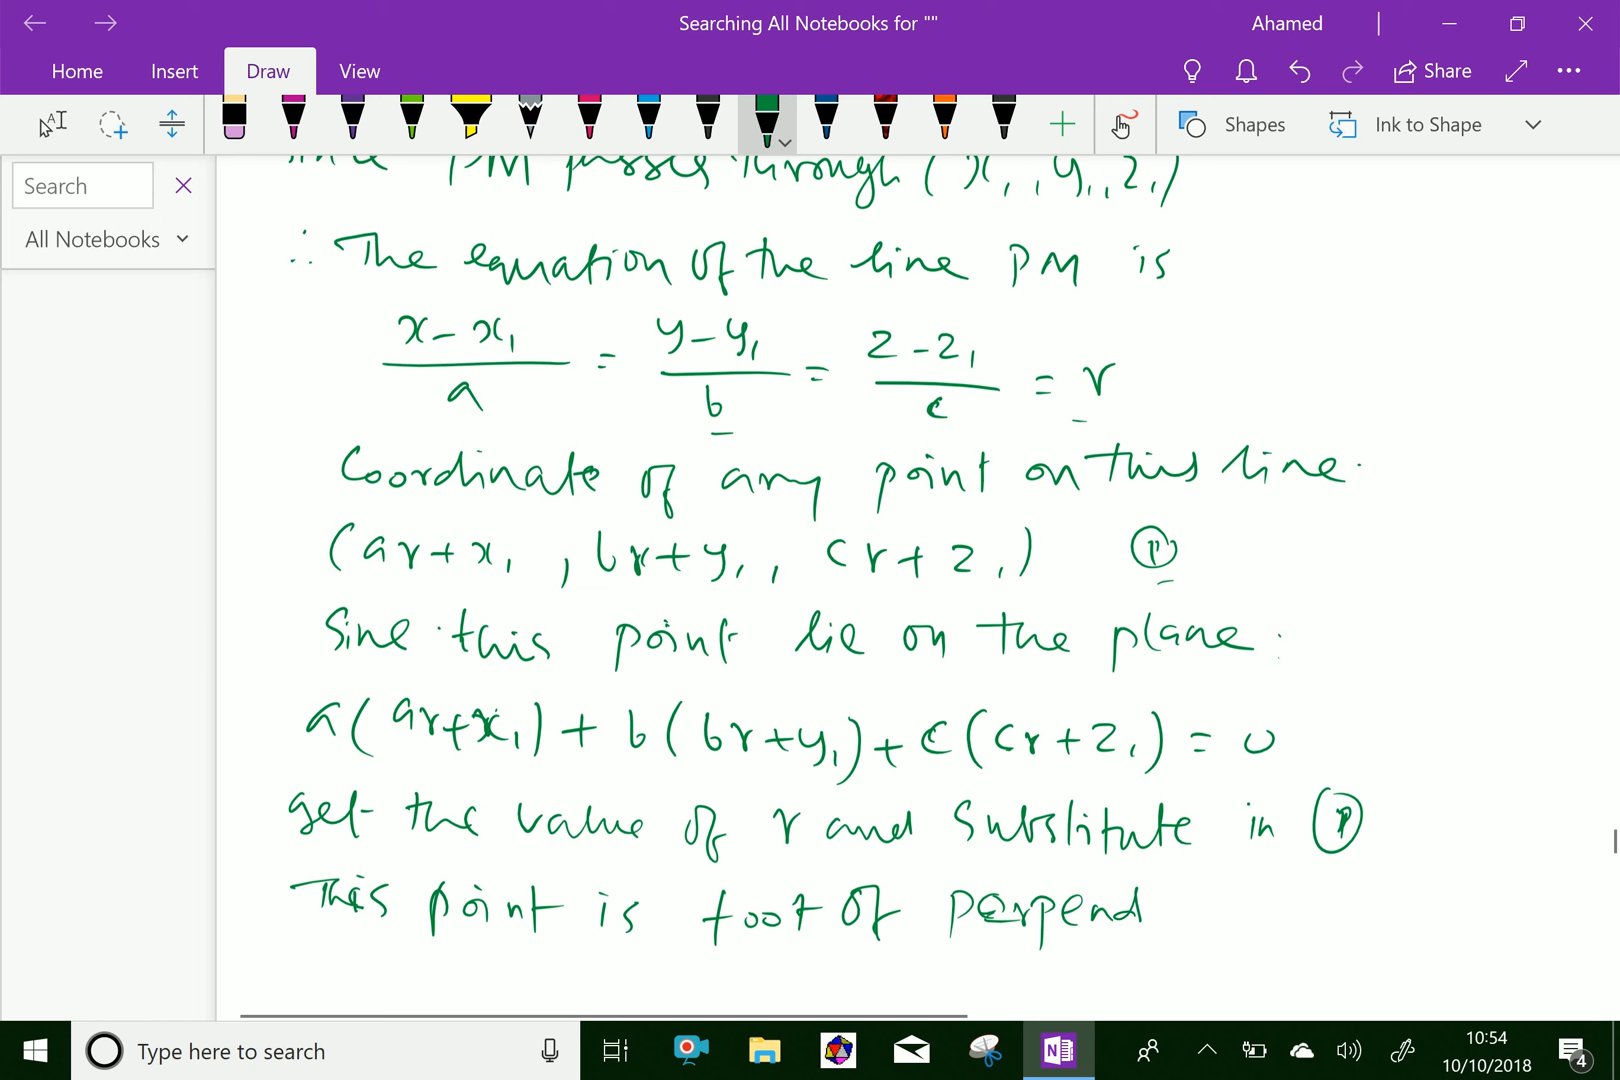 Searching All Notebooks for ""
Ahamed
Home Insert Draw View
Share
Shapes
Ink to Shape
Search
All Notebooks
PM passes through (x₁, y₁, z₁)
∴ The equation of the line PM is
x - x₁ / a = y - y₁ / b = z - z₁ / c = r
Coordinate of any point on this line.
(ar + x₁, br + y₁, cr + z₁) Ⓟ
Sine this point lie on the plane.
a(ar + x₁) + b(br + y₁) + c(cr + z₁) = 0
get the value of r and Substitute in Ⓟ
This point is foot of perpend
Type here to search
10:54
10/10/2018
4